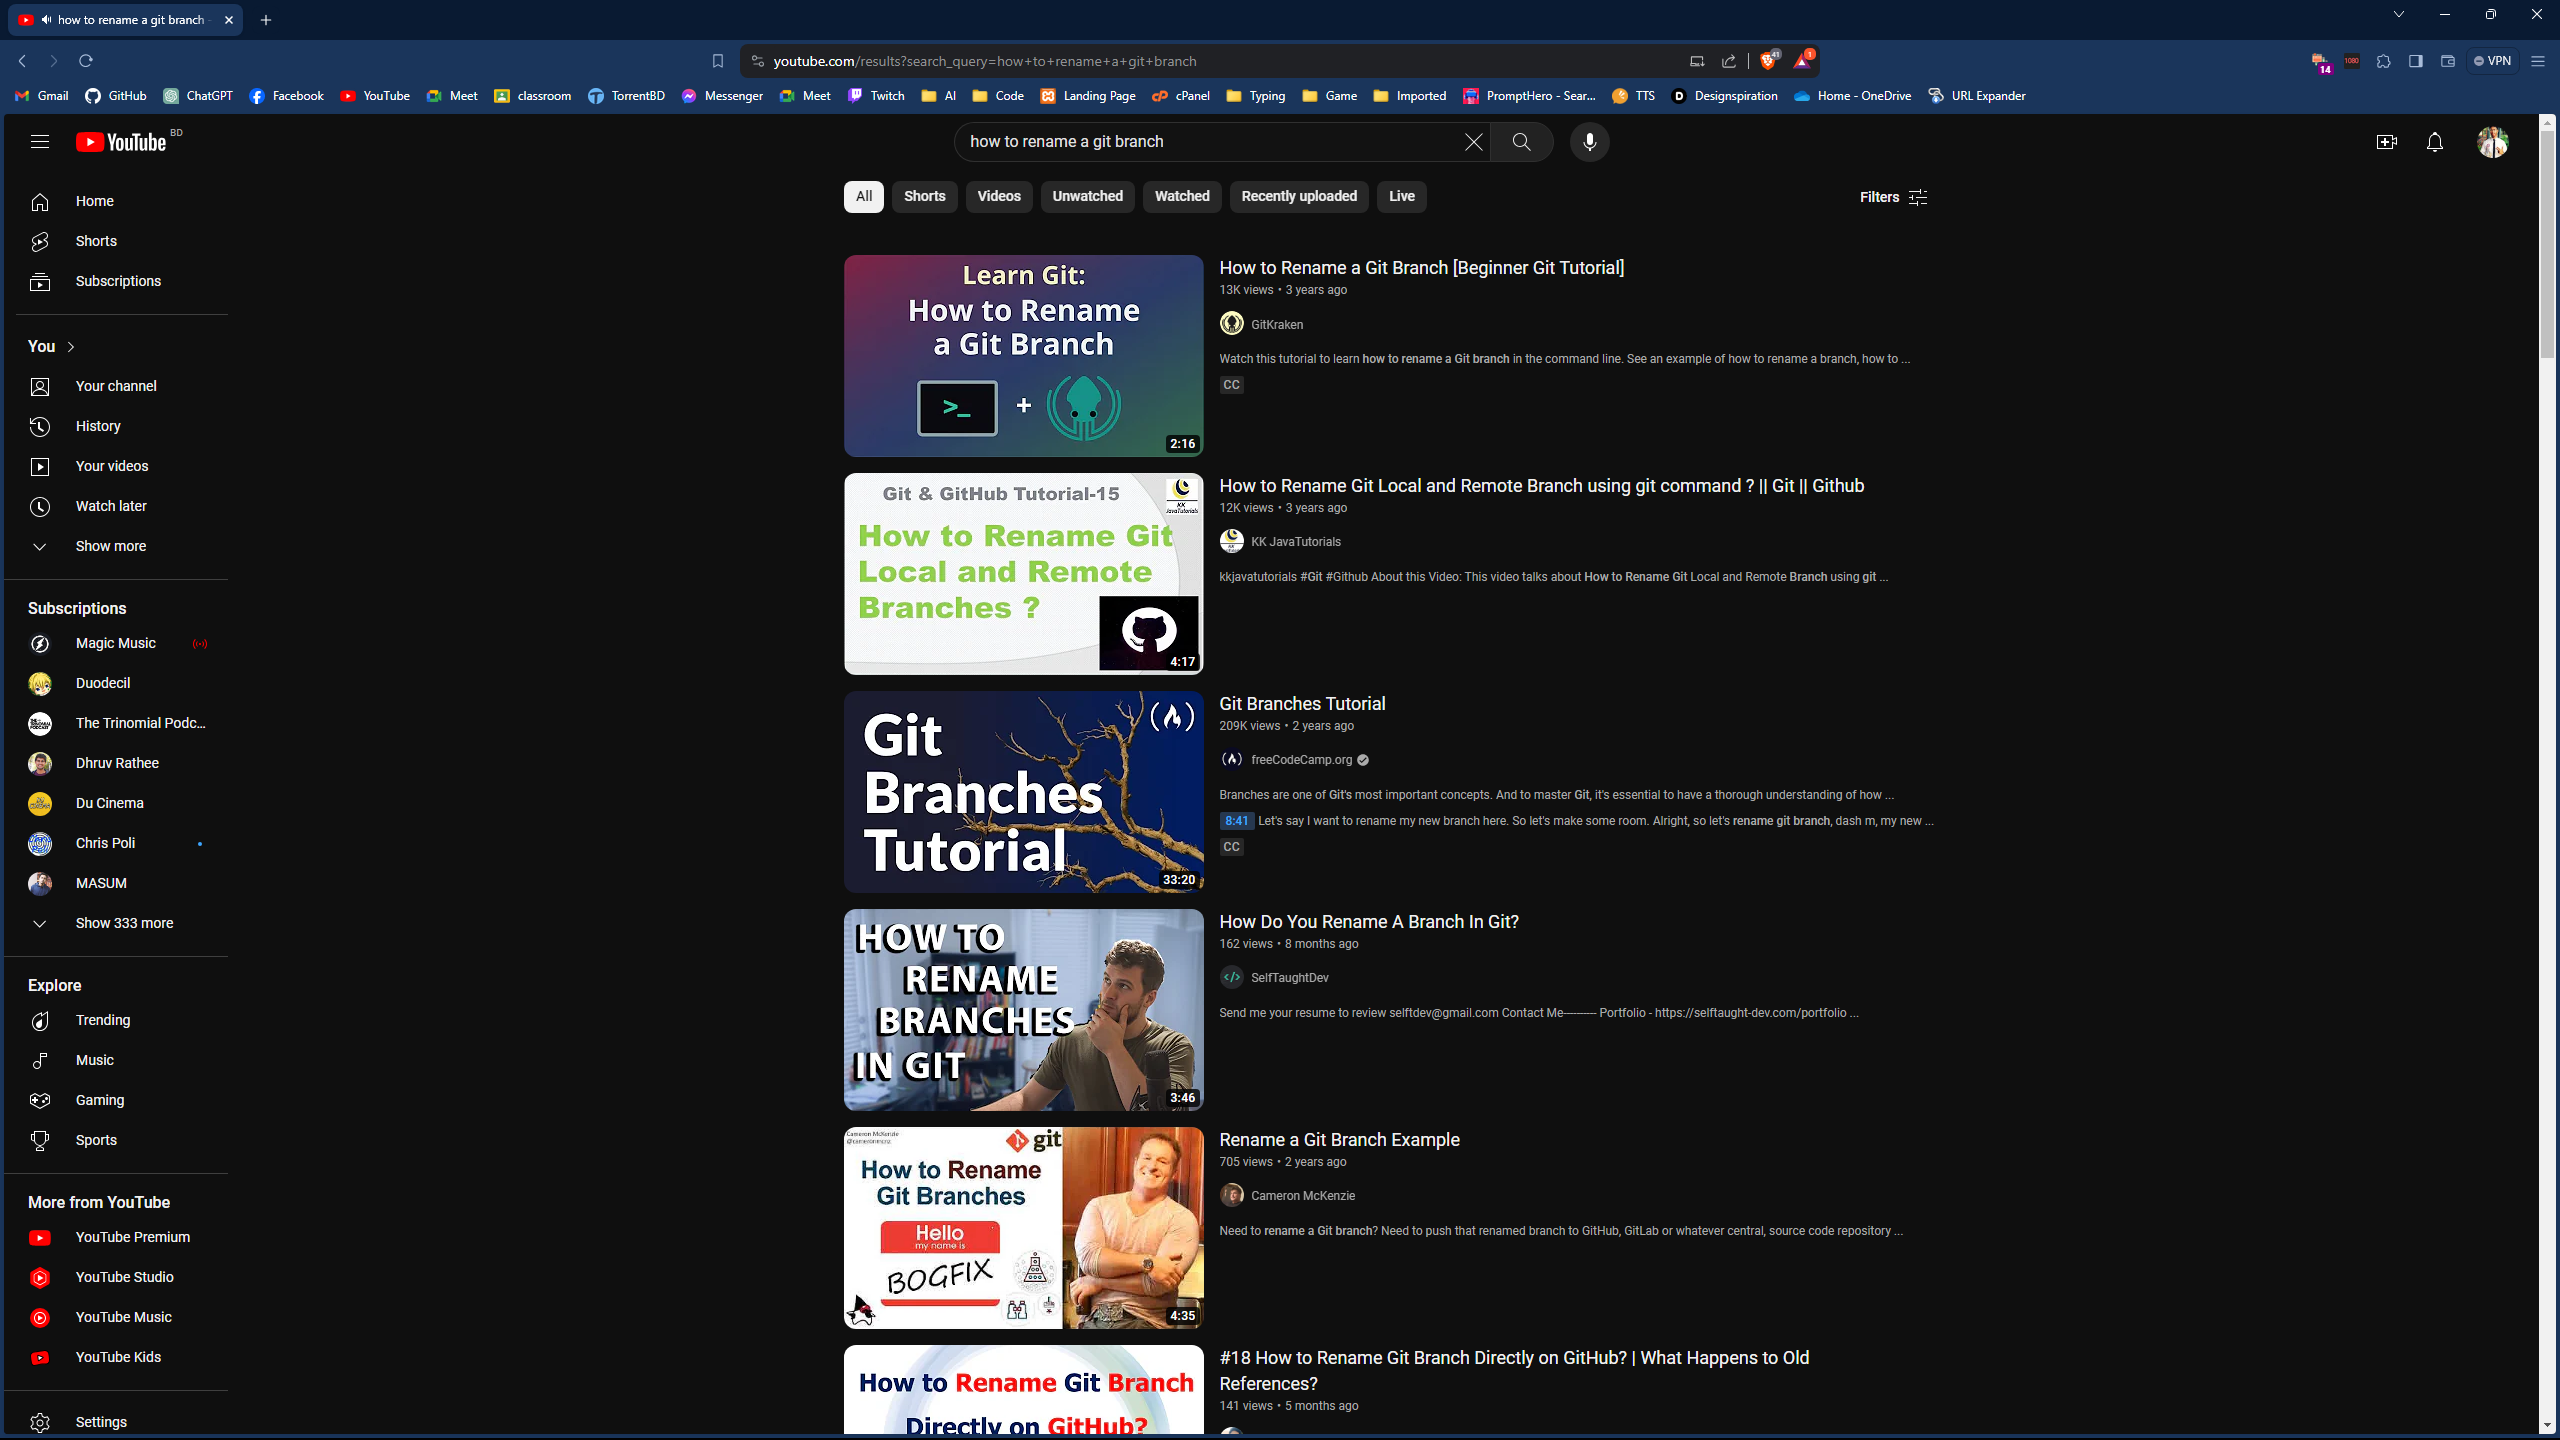 how to rename a git branch
youtube.com/results?search_query=how+to+rename+a+git+branch
41
1
14
1080
VPN
Gmail GitHub ChatGPT Facebook YouTube Meet classroom TorrentBD Messenger Meet Twitch AI Code Landing Page cPanel Typing Game Imported PromptHero - Sear... TTS Designspiration Home - OneDrive URL Expander
YouTube BD
how to rename a git branch
All Shorts Videos Unwatched Watched Recently uploaded Live
Filters
Home
Shorts
Subscriptions
You
Your channel
History
Your videos
Watch later
Show more
Subscriptions
Magic Music
Duodecil
The Trinomial Podc...
Dhruv Rathee
Du Cinema
Chris Poli
MASUM
Show 333 more
Explore
Trending
Music
Gaming
Sports
More from YouTube
YouTube Premium
YouTube Studio
YouTube Music
YouTube Kids
Settings
Learn Git:
How to Rename
a Git Branch
>_ +
2:16
How to Rename a Git Branch [Beginner Git Tutorial]
13K views • 3 years ago
GitKraken
Watch this tutorial to learn how to rename a Git branch in the command line. See an example of how to rename a branch, how to ...
CC
Git & GitHub Tutorial-15
KK
JavaTutorials
How to Rename Git
Local and Remote
Branches ?
4:17
How to Rename Git Local and Remote Branch using git command ? || Git || Github
12K views • 3 years ago
KK JavaTutorials
kkjavatutorials #Git #Github About this Video: This video talks about How to Rename Git Local and Remote Branch using git ...
Git
Branches
Tutorial
33:20
Git Branches Tutorial
209K views • 2 years ago
freeCodeCamp.org
Branches are one of Git's most important concepts. And to master Git, it's essential to have a thorough understanding of how ...
8:41 Let's say I want to rename my new branch here. So let's make some room. Alright, so let's rename git branch, dash m, my new ...
CC
HOW TO
RENAME
BRANCHES
IN GIT
3:46
How Do You Rename A Branch In Git?
162 views • 8 months ago
SelfTaughtDev
Send me your resume to review selftdev@gmail.com Contact Me---------- Portfolio - https://selftaught-dev.com/portfolio ...
Cameron McKenzie
git
How to Rename
Git Branches
Hello
my name is
BOGFIX
4:35
Rename a Git Branch Example
705 views • 2 years ago
Cameron McKenzie
Need to rename a Git branch? Need to push that renamed branch to GitHub, GitLab or whatever central, source code repository ...
How to Rename Git Branch
Directly on GitHub?
#18 How to Rename Git Branch Directly on GitHub? | What Happens to Old
References?
141 views • 5 months ago